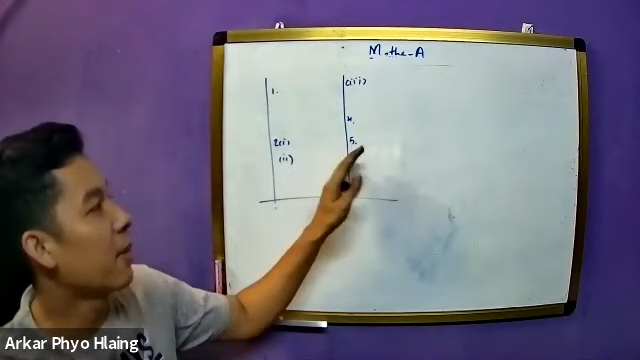 Maths-A
1.
2(i)
(ii)
(iii)
4.
5.
Arkar Phyo Hlaing